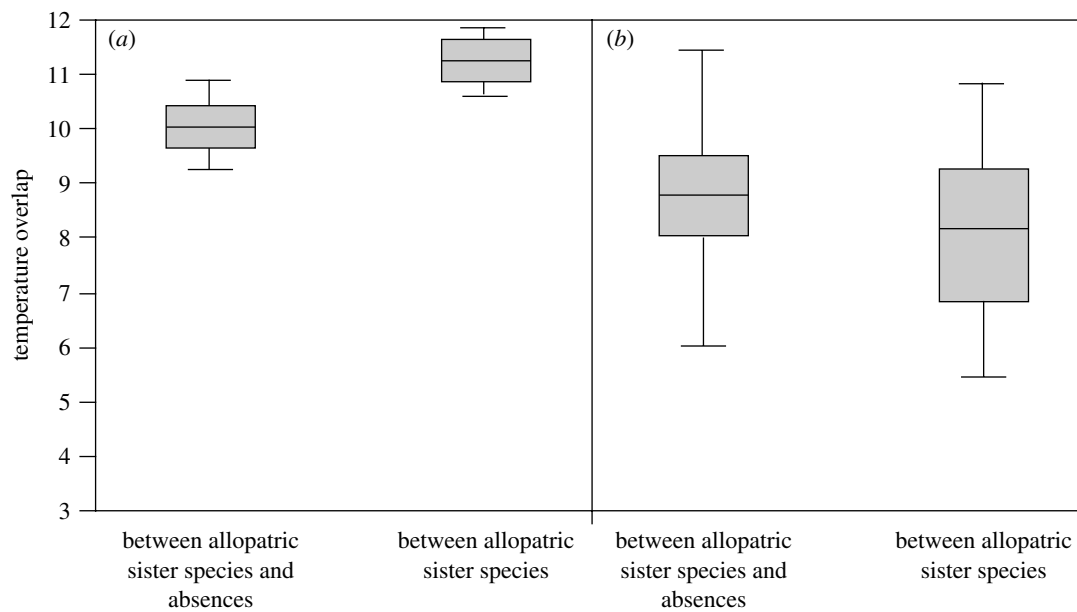 12
11
10
9
8
7
6
5
4
3
temperature overlap
(a)
(b)
between allopatric
sister species and
absences
between allopatric
sister species
between allopatric
sister species and
absences
between allopatric
sister species